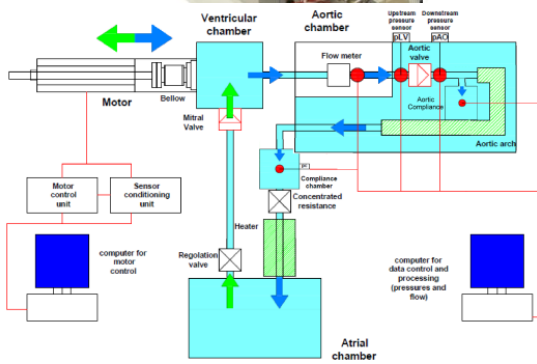 Ventricular
chamber
Aortic
chamber
Upstream
pressure
sensor
pLV
Downstream
pressure
sensor
pAO
Flow meter
Aortic
valve
Motor
Bellow
Mitral
Valve
Aortic
Compliance
Aortic arch
Compliance
chamber
Concentrated
resistance
Motor
control
unit
Sensor
conditioning
unit
Heater
Regolation
valve
computer for
motor
control
computer for
data control and
processing
(pressures and
flow)
Atrial
chamber